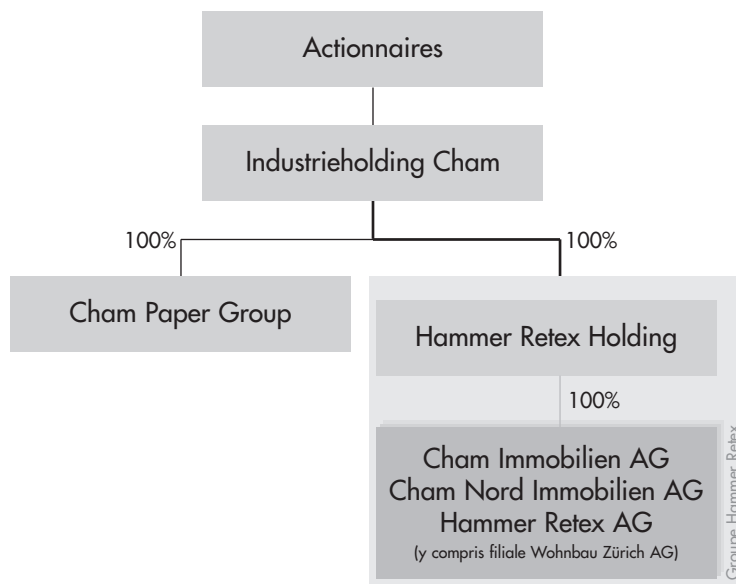 Actionnaires
Industrieholding Cham
100%
100%
Cham Paper Group
Hammer Retex Holding
100%
Cham Immobilien AG
Cham Nord Immobilien AG
Hammer Retex AG
(y compris filiale Wohnbau Zürich AG)
Groupe Hammer Retex